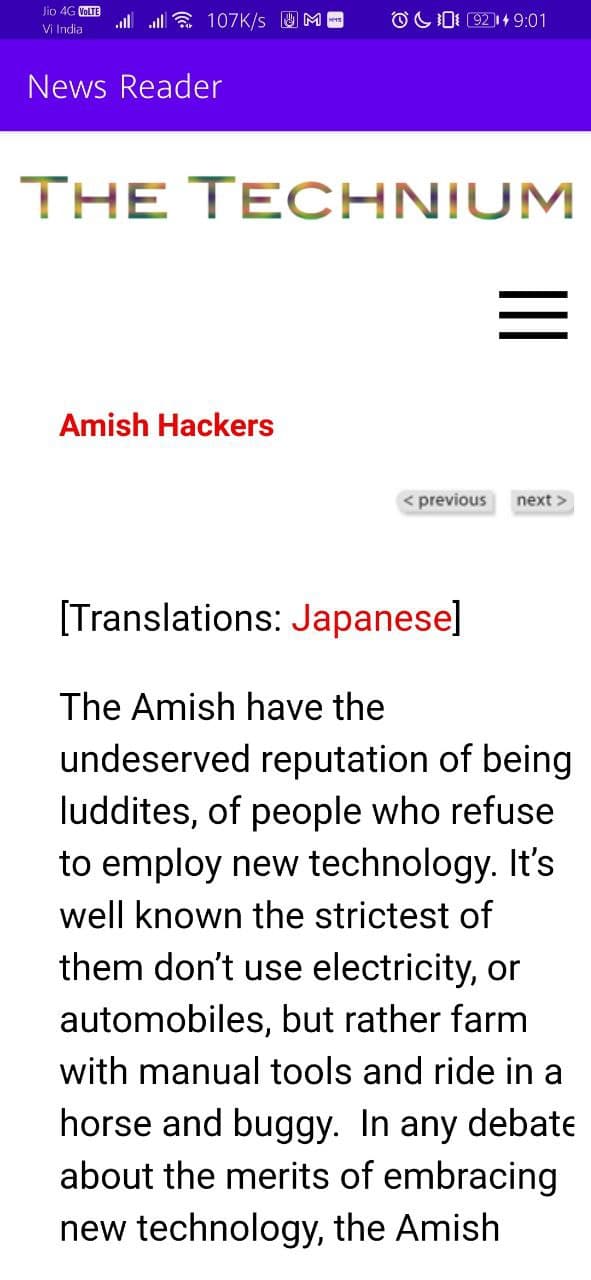 Jio 4G VoLTE
Vi India
107K/s
HMS
92
9:01
News Reader
THE TECHNIUM
Amish Hackers
< previous
next >
[Translations: Japanese]
The Amish have the
undeserved reputation of being
luddites, of people who refuse
to employ new technology. It’s
well known the strictest of
them don’t use electricity, or
automobiles, but rather farm
with manual tools and ride in a
horse and buggy.  In any debate
about the merits of embracing
new technology, the Amish